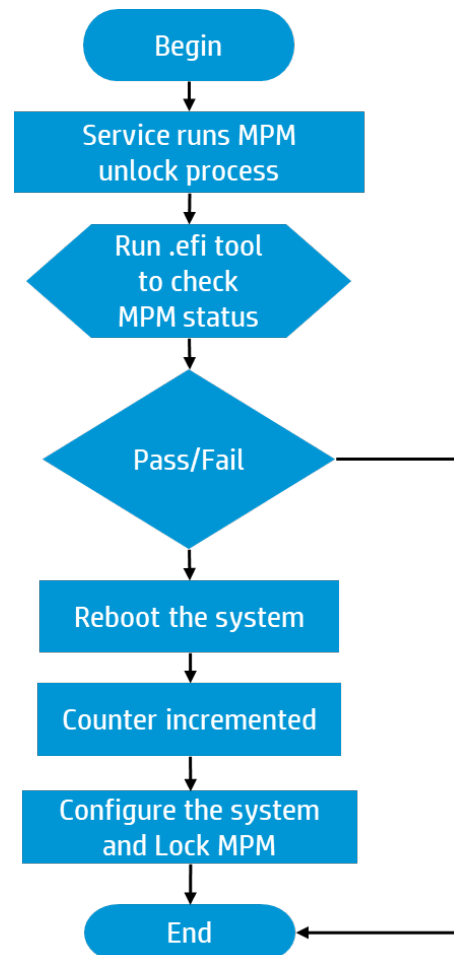 Begin
Service runs MPM
unlock process
Run .efi tool
to check
MPM status
Pass/Fail
Reboot the system
Counter incremented
Configure the system
and Lock MPM
End